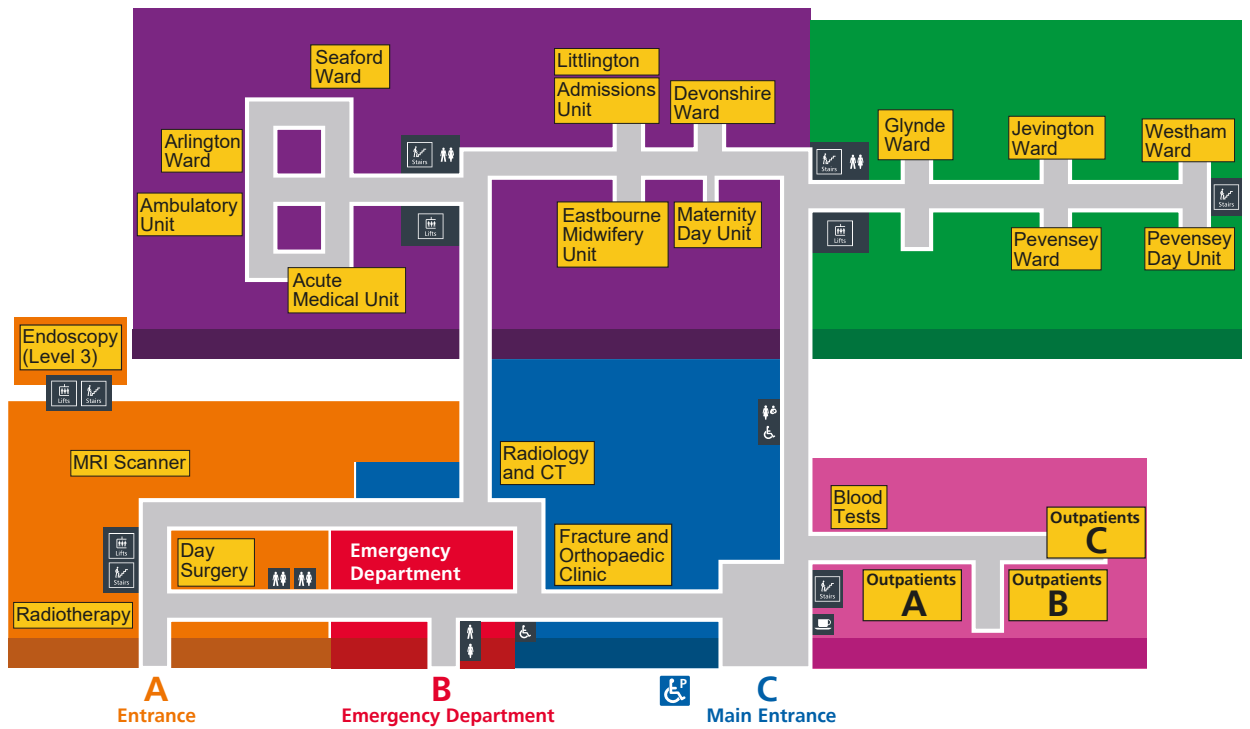 Seaford
Ward
Littlington
Admissions
Unit
Devonshire
Ward
Glynde
Ward
Jevington
Ward
Westham
Ward
Arlington
Ward
Stairs
Stairs
Stairs
Ambulatory
Unit
Lifts
Eastbourne
Midwifery
Unit
Maternity
Day Unit
Lifts
Pevensey
Ward
Pevensey
Day Unit
Acute
Medical Unit
Endoscopy
(Level 3)
Lifts
Stairs
MRI Scanner
Radiology
and CT
Blood
Tests
Outpatients
C
Lifts
Stairs
Day
Surgery
Emergency
Department
Fracture and
Orthopaedic
Clinic
Stairs
Outpatients
A
Outpatients
B
Radiotherapy
A
Entrance
B
Emergency Department
P
C
Main Entrance